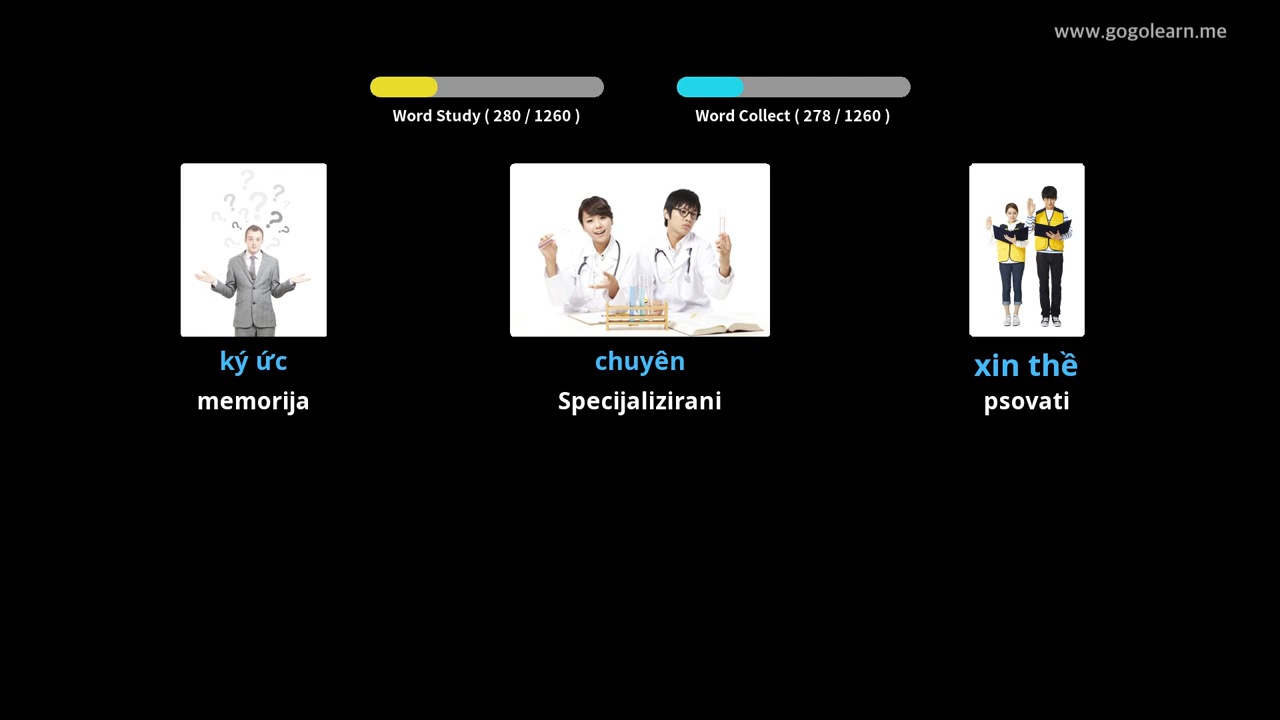 www.gogolearn.me
Word Study ( 280 / 1260 )
Word Collect ( 278 / 1260 )
ký ức
chuyên
xin thề
memorija
Specijalizirani
psovati